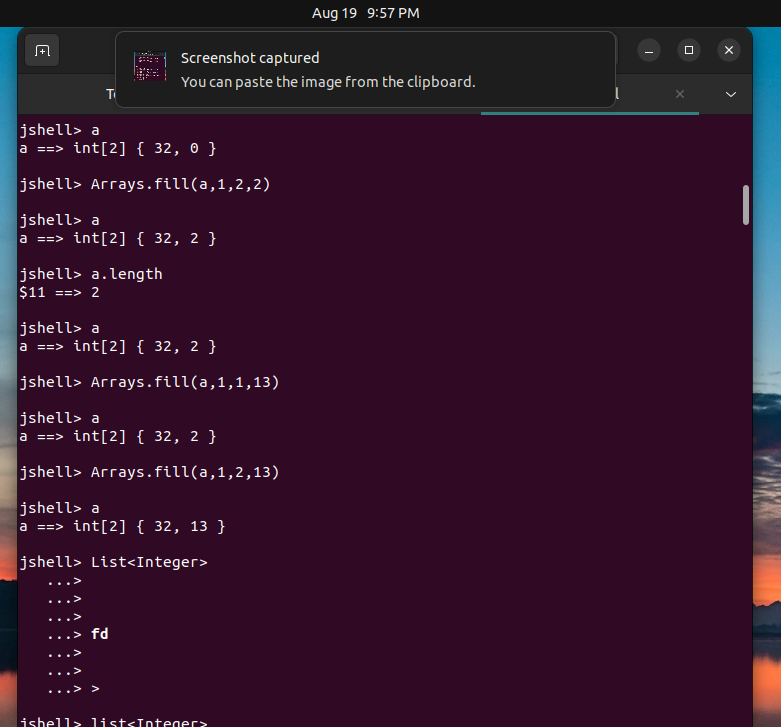 Aug 19 9:57 PM
Screenshot captured
You can paste the image from the clipboard.
jshell> a
a ==> int[2] { 32, 0 }
jshell> Arrays.fill(a,1,2,2)
jshell> a
a ==> int[2] { 32, 2 }
jshell> a.length
$11 ==> 2
jshell> a
a ==> int[2] { 32, 2 }
jshell> Arrays.fill(a,1,1,13)
jshell> a
a ==> int[2] { 32, 2 }
jshell> Arrays.fill(a,1,2,13)
jshell> a
a ==> int[2] { 32, 13 }
jshell> List<Integer>
...>
...>
...>
...> fd
...>
...>
...> >
jshell> list<Integer>